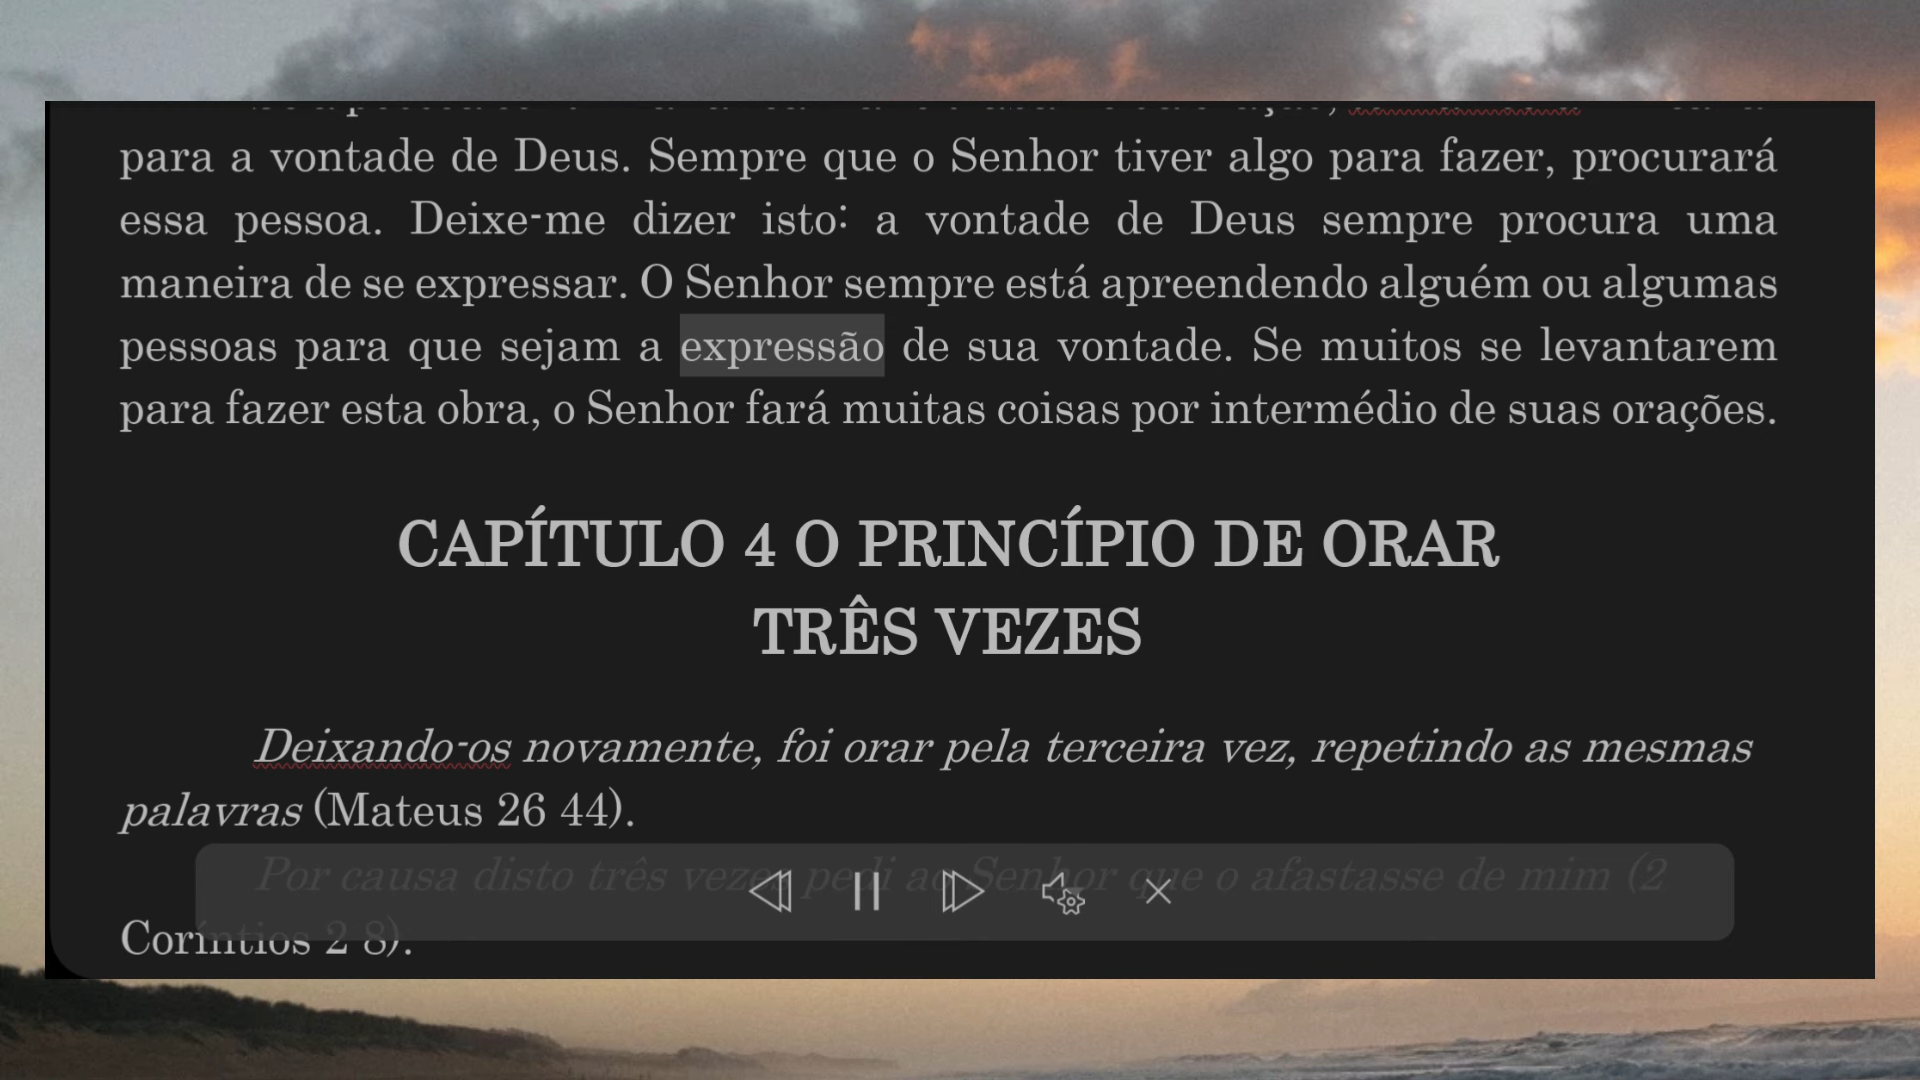 para a vontade de Deus. Sempre que o Senhor tiver algo para fazer, procurará
essa pessoa. Deixe-me dizer isto: a vontade de Deus sempre procura uma
maneira de se expressar. O Senhor sempre está apreendendo alguém ou algumas
pessoas para que sejam a expressão de sua vontade. Se muitos se levantarem
para fazer esta obra, o Senhor fará muitas coisas por intermédio de suas orações.
CAPÍTULO 4 O PRINCÍPIO DE ORAR
TRÊS VEZES
Deixando-os novamente, foi orar pela terceira vez, repetindo as mesmas
palavras (Mateus 26 44).
Por causa disto três vezes pedi ao Senhor que o afastasse de mim (2
Coríntios 2 8).